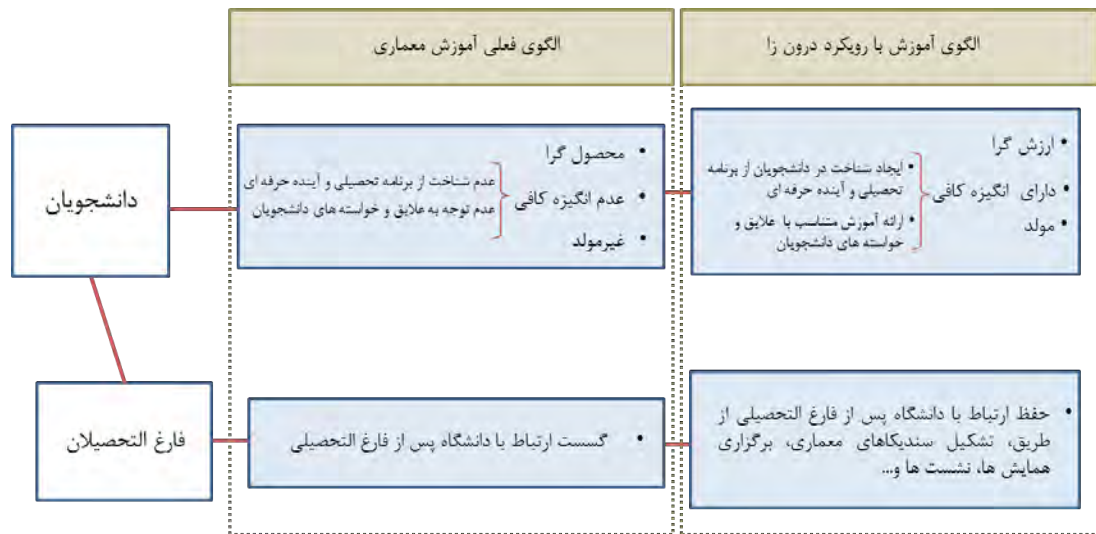 الگوی آموزش با رویکرد درون زا
الگوی فعلی آموزش معماری
دانشجویان
• محصول گرا
• عدم انگیزه کافی
عدم شناخت از برنامه تحصیلی و آینده حرفه ای
عدم توجه به علایق و خواسته های دانشجویان
• غیرمولد
• ارزش گرا
• دارای انگیزه کافی
• ایجاد شناخت در دانشجویان از برنامه
تحصیلی و آینده حرفه ای
• ارائه آموزش متناسب با علایق و
خواسته های دانشجویان
• مولد
فارغ التحصیلان
• گسست ارتباط با دانشگاه پس از فارغ التحصیلی
• حفظ ارتباط با دانشگاه پس از فارغ التحصیلی از
طریق، تشکیل سندیکاهای معماری، برگزاری
همایش ها، نشست ها و...